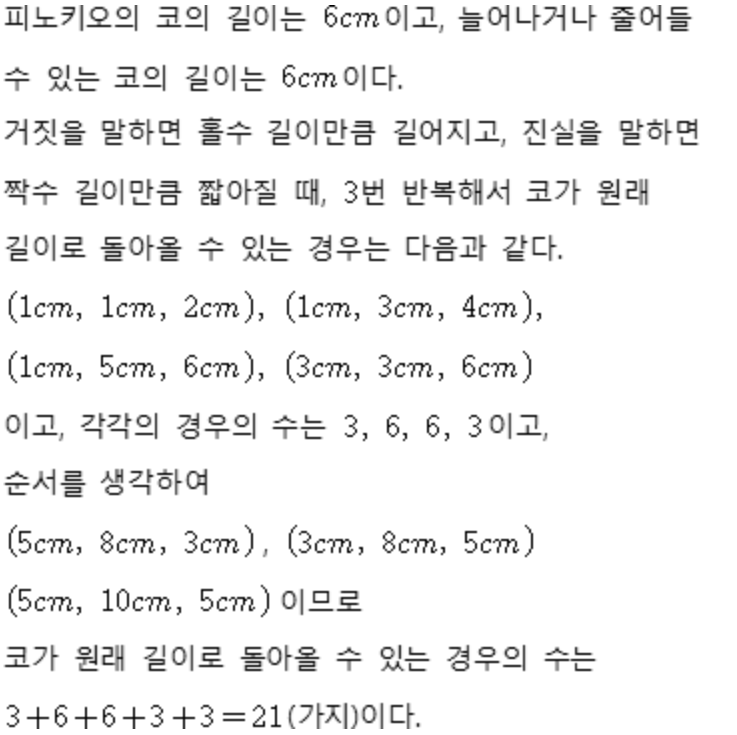 피노키오의 코의 길이는 6cm이고, 늘어나거나 줄어들
수 있는 코의 길이는 6cm이다.
거짓을 말하면 홀수 길이만큼 길어지고, 진실을 말하면
짝수 길이만큼 짧아질 때, 3번 반복해서 코가 원래
길이로 돌아올 수 있는 경우는 다음과 같다.
(1cm, 1cm, 2cm), (1cm, 3cm, 4cm),
(1cm, 5cm, 6cm), (3cm, 3cm, 6cm)
이고, 각각의 경우의 수는 3, 6, 6, 3이고,
순서를 생각하여
(5cm, 8cm, 3cm), (3cm, 8cm, 5cm)
(5cm, 10cm, 5cm)이므로
코가 원래 길이로 돌아올 수 있는 경우의 수는
3+6+6+3+3=21(가지)이다.